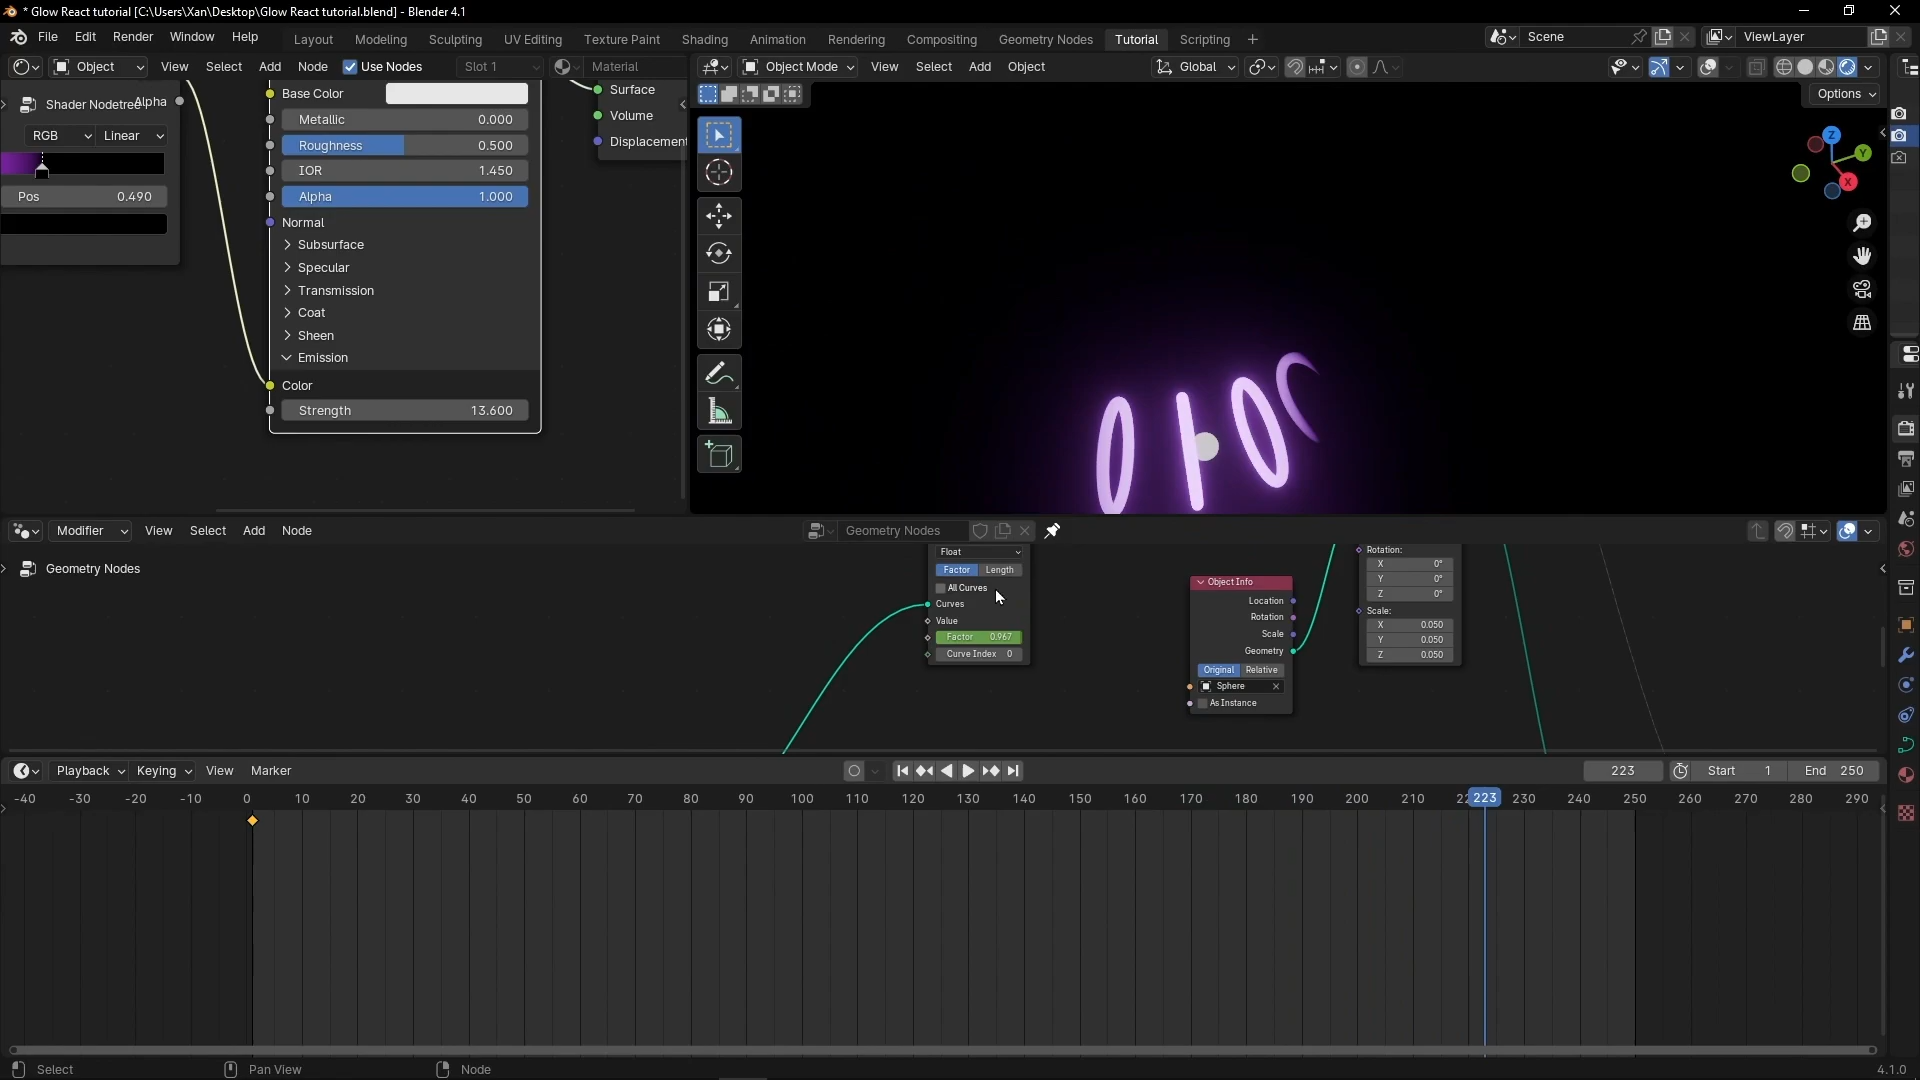 * Glow React tutorial [C:\Users\Xan\Desktop\Glow React tutorial.blend] - Blender 4.1
File Edit Render Window Help Layout Modeling Sculpting UV Editing Texture Paint Shading Animation Rendering Compositing Geometry Nodes Tutorial Scripting + Scene ViewLayer
Object View Select Add Node Use Nodes Slot 1 Material
Object Mode View Select Add Object Global
Options
Shader Nodetree
Alpha
RGB Linear
Pos 0.490
Base Color
Metallic 0.000
Roughness 0.500
IOR 1.450
Alpha 1.000
Normal
Subsurface
Specular
Transmission
Coat
Sheen
Emission
Color
Strength 13.600
Surface
Volume
Displacement
Z
Y
X
Modifier View Select Add Node Geometry Nodes
Geometry Nodes
Float
Factor Length
All Curves
Curves
Value
Factor 0.967
Curve Index 0
Object Info
Location
Rotation
Scale
Geometry
Original Relative
Sphere
As Instance
Rotation:
X 0°
Y 0°
Z 0°
Scale:
X 0.050
Y 0.050
Z 0.050
Playback Keying View Marker 223 Start 1 End 250
-40 -30 -20 -10 0 10 20 30 40 50 60 70 80 90 100 110 120 130 140 150 160 170 180 190 200 210 223 230 240 250 260 270 280 290
Select Pan View Node 4.1.0